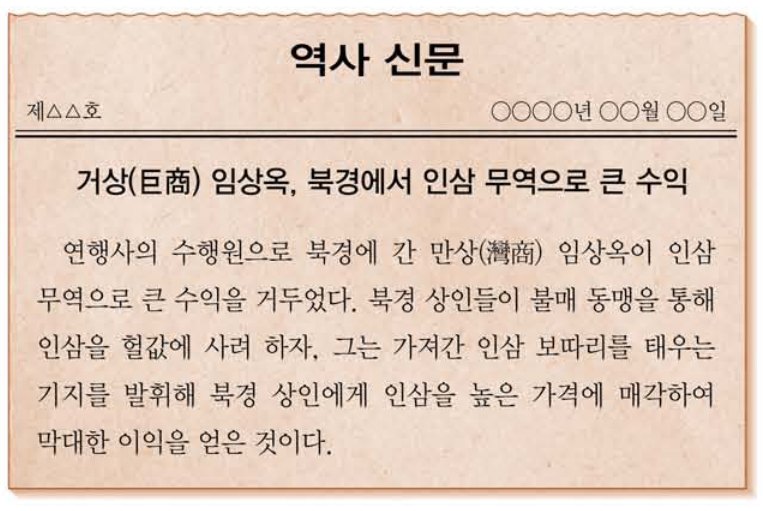 역사 신문
제△△호 ○○○○년 ○○월 ○○일
거상(巨商) 임상옥, 북경에서 인삼 무역으로 큰 수익
연행사의 수행원으로 북경에 간 만상(灣商) 임상옥이 인삼
무역으로 큰 수익을 거두었다. 북경 상인들이 불매 동맹을 통해
인삼을 헐값에 사려 하자, 그는 가져간 인삼 보따리를 태우는
기지를 발휘해 북경 상인에게 인삼을 높은 가격에 매각하여
막대한 이익을 얻은 것이다.